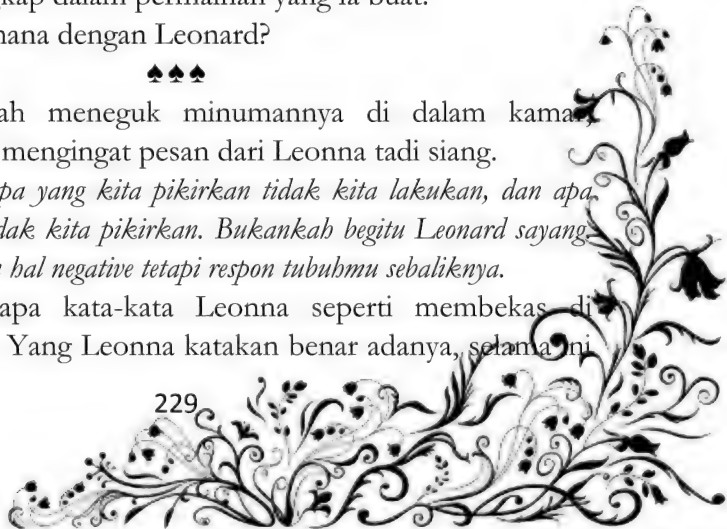 kap dalam permainan yang ia buat.
nana dengan Leonard?
♠♠♠
ah meneguk minumannya di dalam kamar,
mengingat pesan dari Leonna tadi siang.
pa yang kita pikirkan tidak kita lakukan, dan apa
dak kita pikirkan. Bukankah begitu Leonard sayang
hal negative tetapi respon tubuhmu sebaliknya.
apa kata-kata Leonna seperti membekas di
Yang Leonna katakan benar adanya, selama ini
229